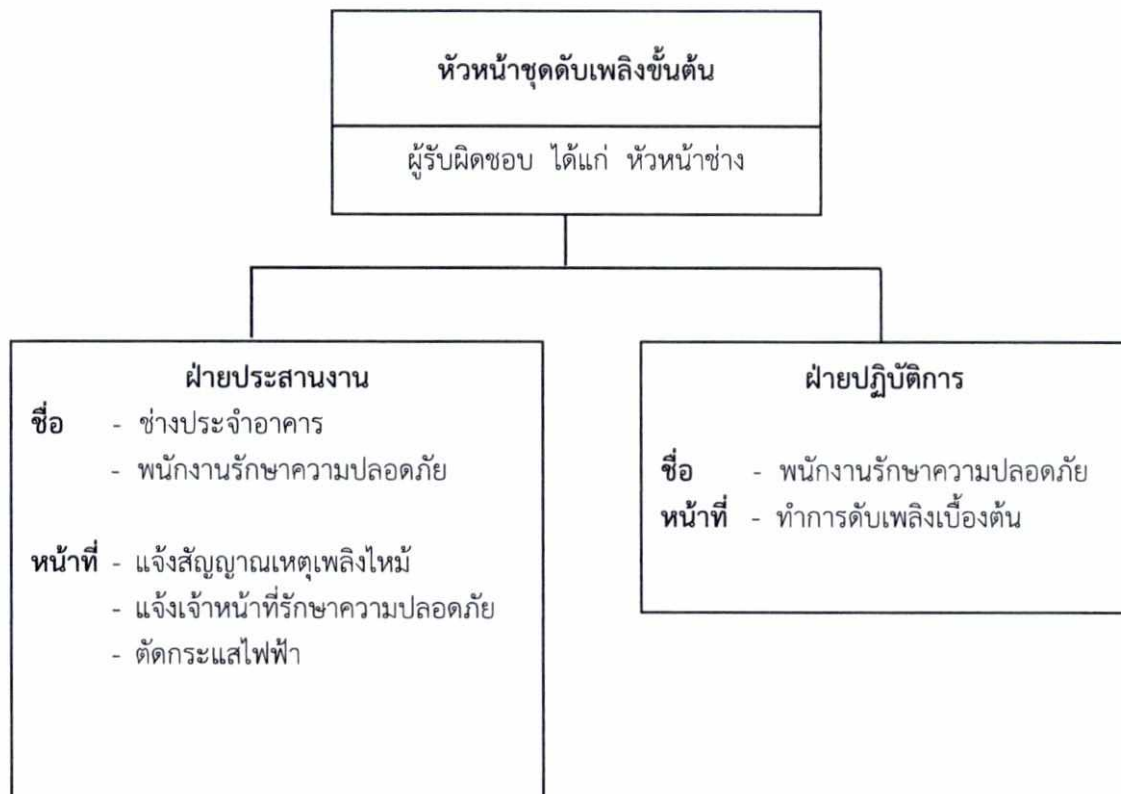 หัวหน้าชุดดับเพลิงขั้นต้น
ผู้รับผิดชอบ ได้แก่ หัวหน้าช่าง
ฝ่ายประสานงาน
ชื่อ - ช่างประจำอาคาร
- พนักงานรักษาความปลอดภัย
หน้าที่ - แจ้งสัญญาณเหตุเพลิงไหม้
- แจ้งเจ้าหน้าที่รักษาความปลอดภัย
- ตัดกระแสไฟฟ้า
ฝ่ายปฏิบัติการ
ชื่อ - พนักงานรักษาความปลอดภัย
หน้าที่ - ทำการดับเพลิงเบื้องต้น